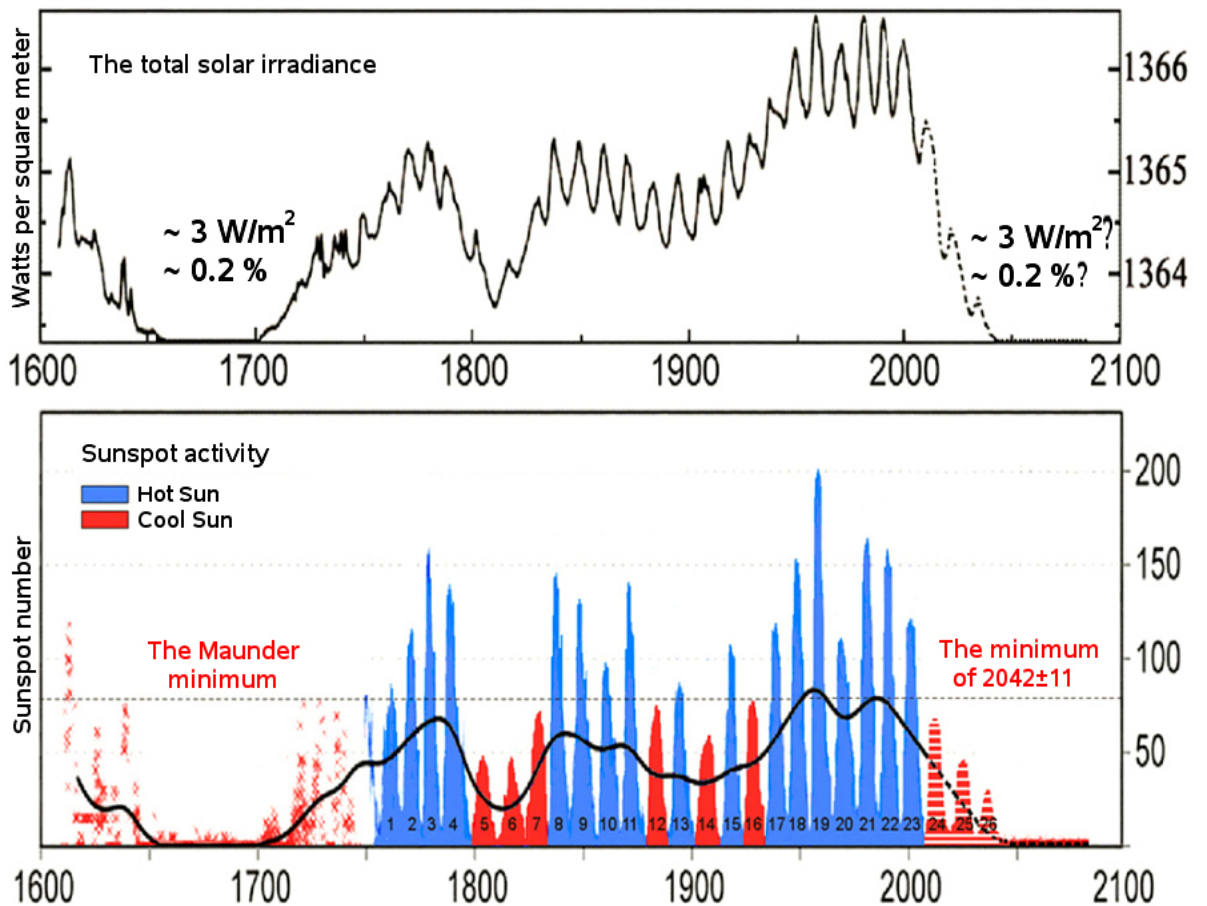 The total solar irradiance
Watts per square meter
~ 3 W/m²
~ 0.2 %
~ 3 W/m²?
~ 0.2 %?
1366
1365
1364
1600 1700 1800 1900 2000 2100
Sunspot activity
Hot Sun
Cool Sun
Sunspot number
The Maunder
minimum
The minimum
of 2042±11
200
150
100
50
1 2 3 4 5 6 7 8 9 10 11 12 13 14 15 16 17 18 19 20 21 22 23 24 25 26
1600 1700 1800 1900 2000 2100